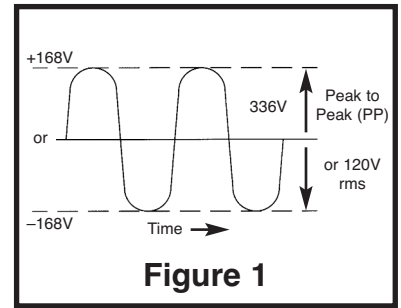 +168V
336V
Peak to
Peak (PP)
or
or 120V
rms
–168V
Time
Figure 1